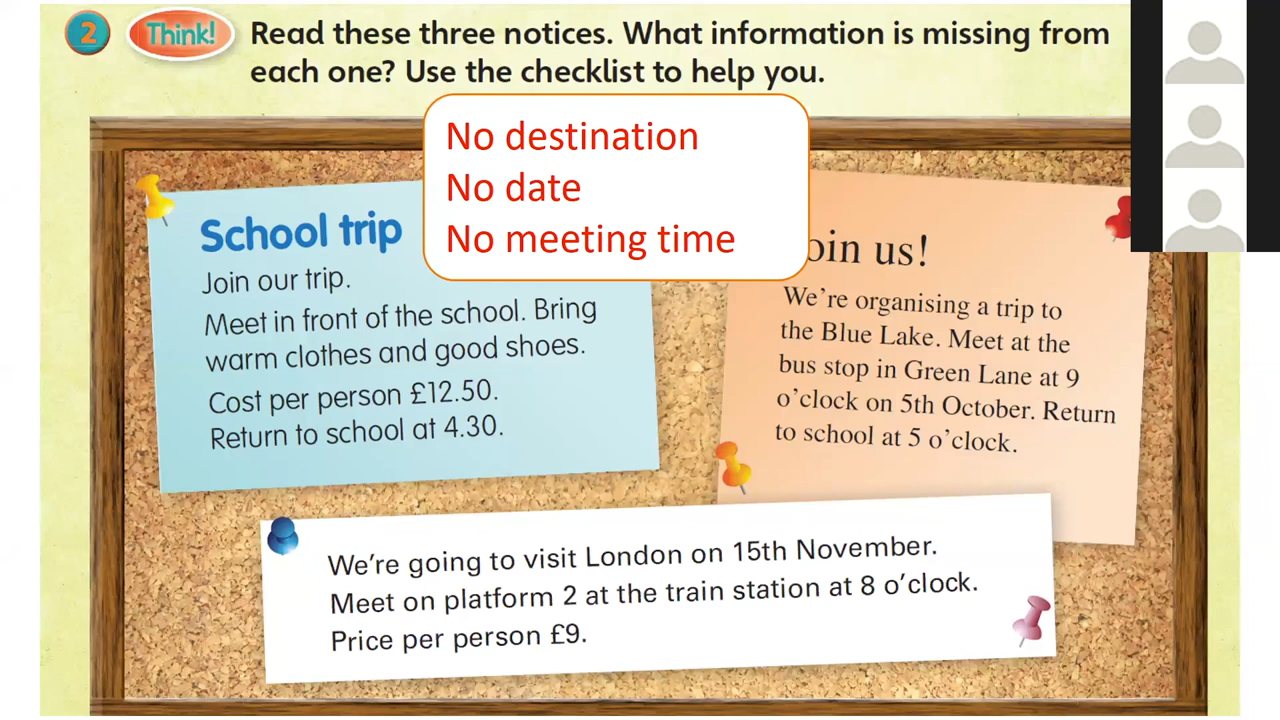 2 Think! Read these three notices. What information is missing from
each one? Use the checklist to help you.
No destination
No date
No meeting time
School trip
Join our trip.
Meet in front of the school. Bring
warm clothes and good shoes.
Cost per person £12.50.
Return to school at 4.30.
oin us!
We're organising a trip to
the Blue Lake. Meet at the
bus stop in Green Lane at 9
o'clock on 5th October. Return
to school at 5 o'clock.
We're going to visit London on 15th November.
Meet on platform 2 at the train station at 8 o'clock.
Price per person £9.